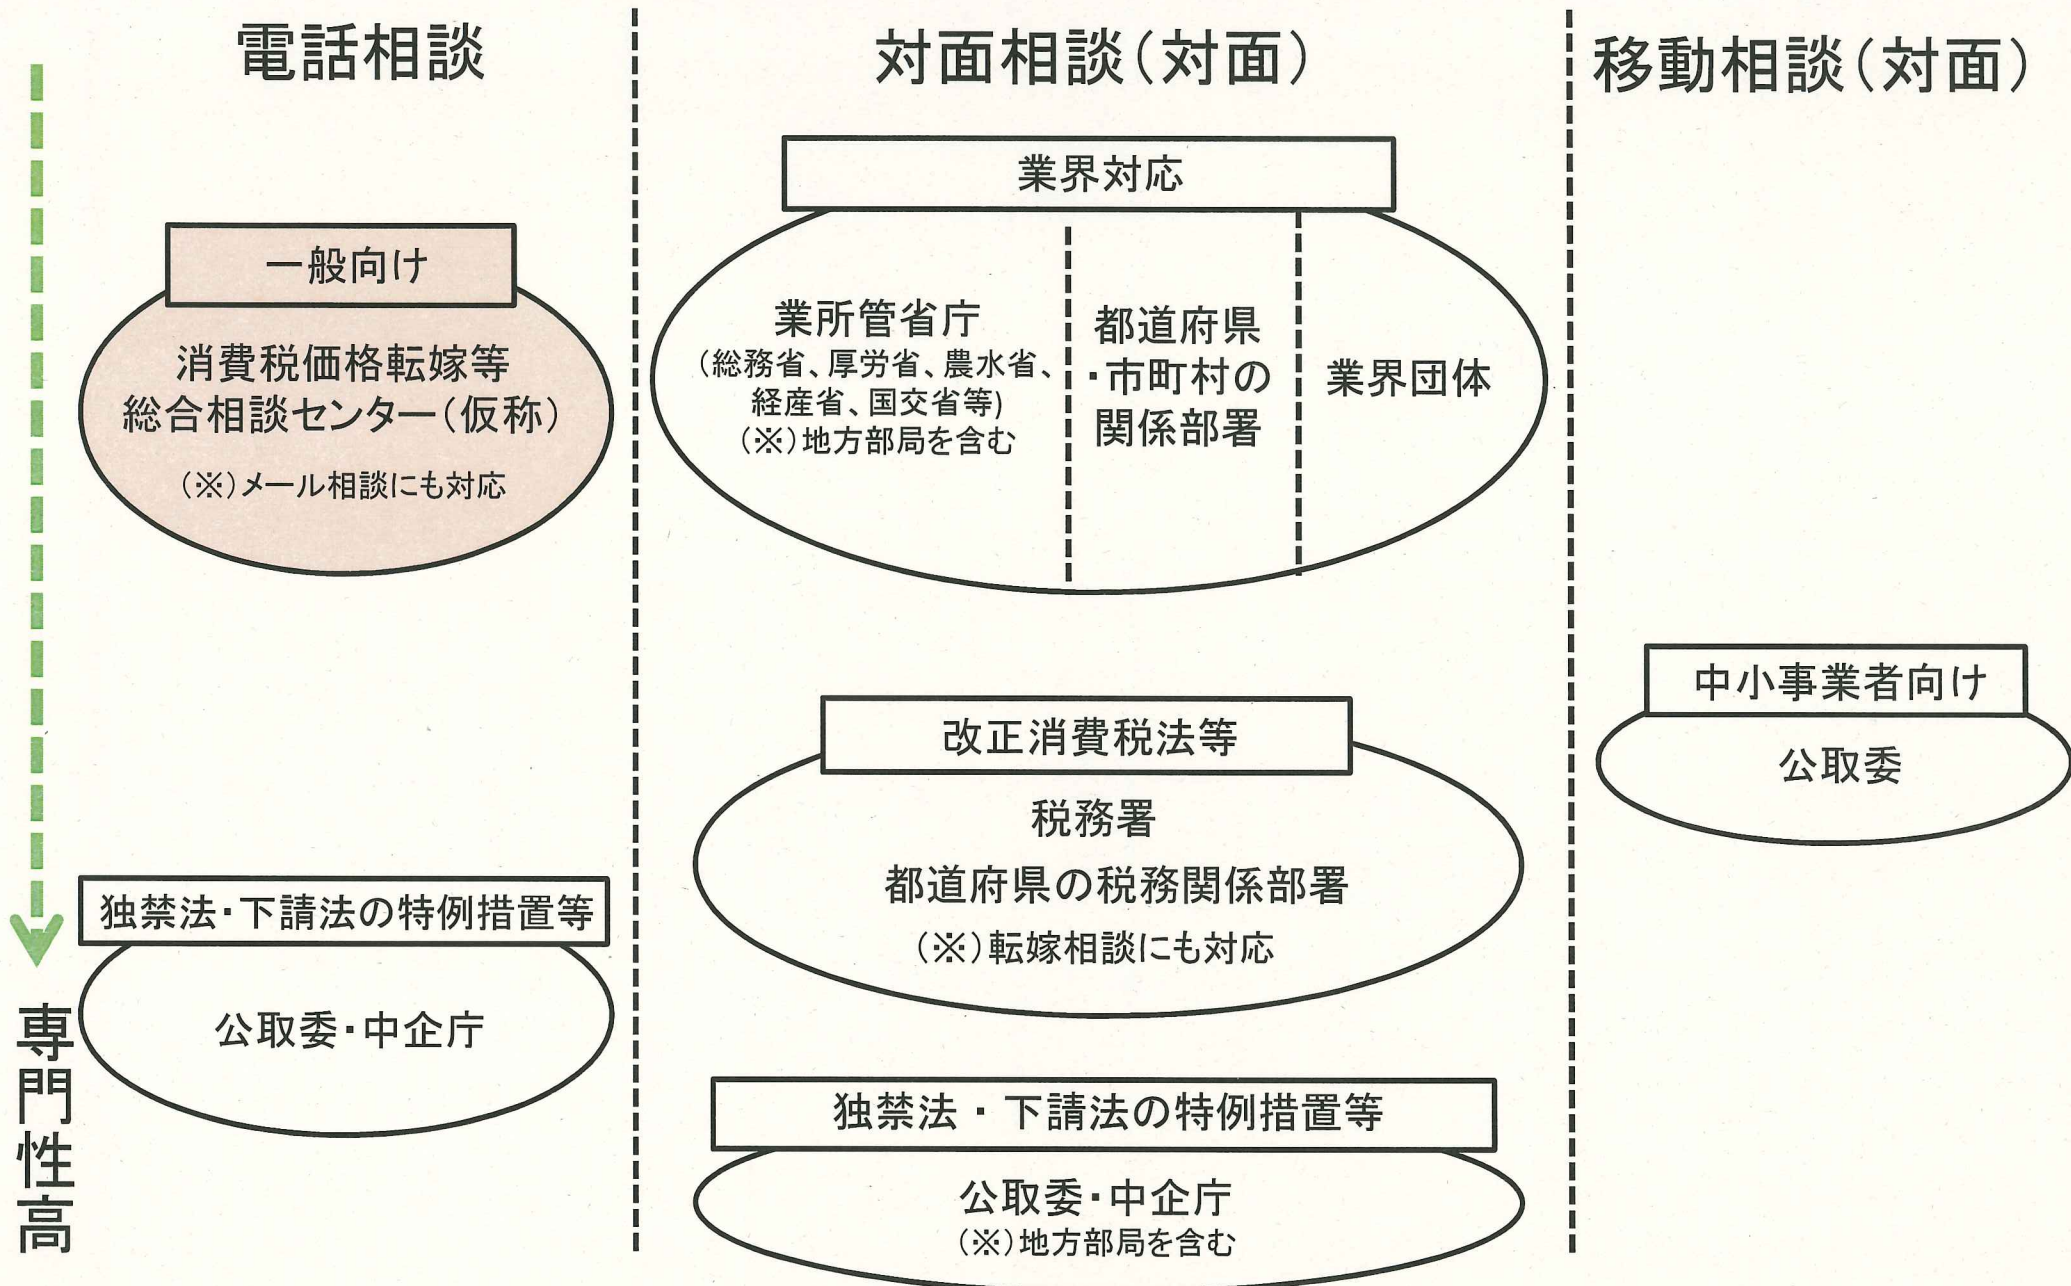 電話相談
対面相談（対面）
移動相談（対面）
専門性高
一般向け
消費税価格転嫁等
総合相談センター（仮称）
（※）メール相談にも対応
独禁法・下請法の特例措置等
公取委・中企庁
業界対応
業所管省庁
（総務省、厚労省、農水省、
経産省、国交省等)
（※）地方部局を含む
都道府県
・市町村の
関係部署
業界団体
改正消費税法等
税務署
都道府県の税務関係部署
（※）転嫁相談にも対応
独禁法・下請法の特例措置等
公取委・中企庁
（※）地方部局を含む
中小事業者向け
公取委